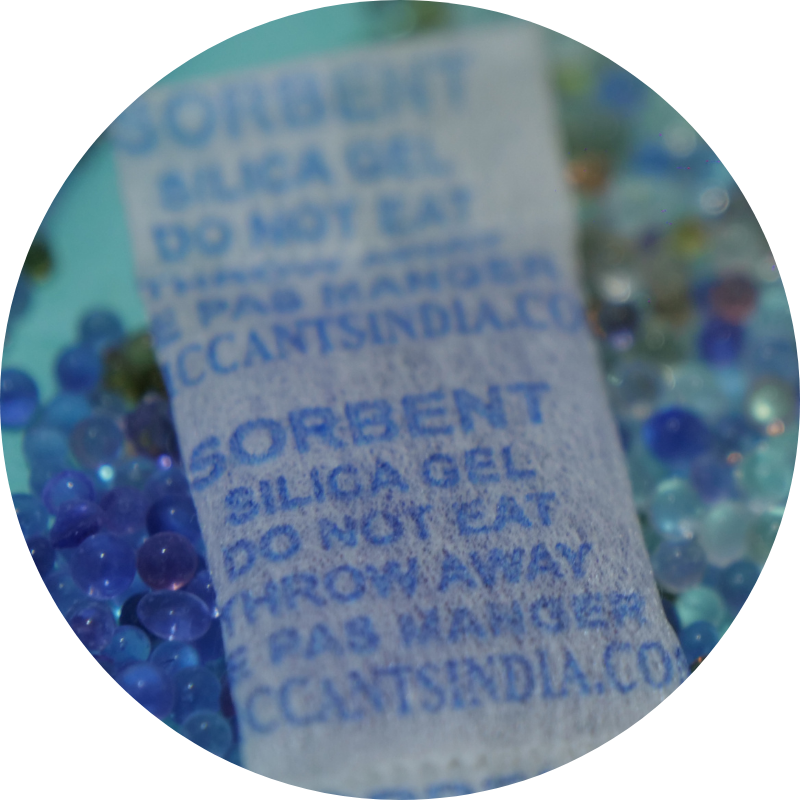 SORBENT
SILICA GEL
DO NOT EAT
THROW AWAY
E PAS MANGER
ICCANTSINDIA.CO
SORBENT
SILICA GEL
DO NOT EAT
THROW AWAY
E PAS MANGER
CCANTSINDIA.CO